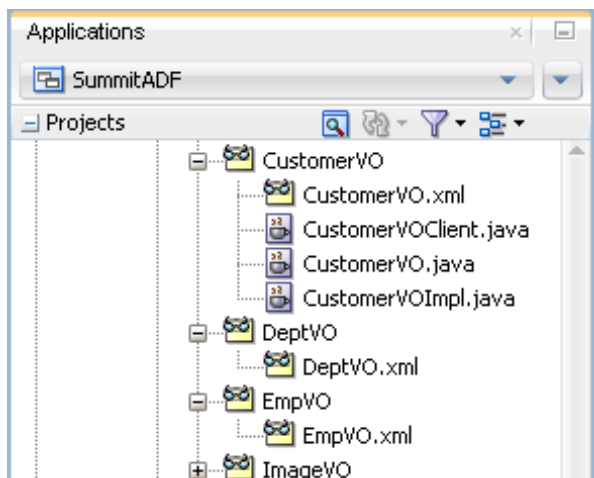 Applications
SummitADF
Projects
CustomerVO
CustomerVO.xml
CustomerVOClient.java
CustomerVO.java
CustomerVOImpl.java
DeptVO
DeptVO.xml
EmpVO
EmpVO.xml
ImageVO